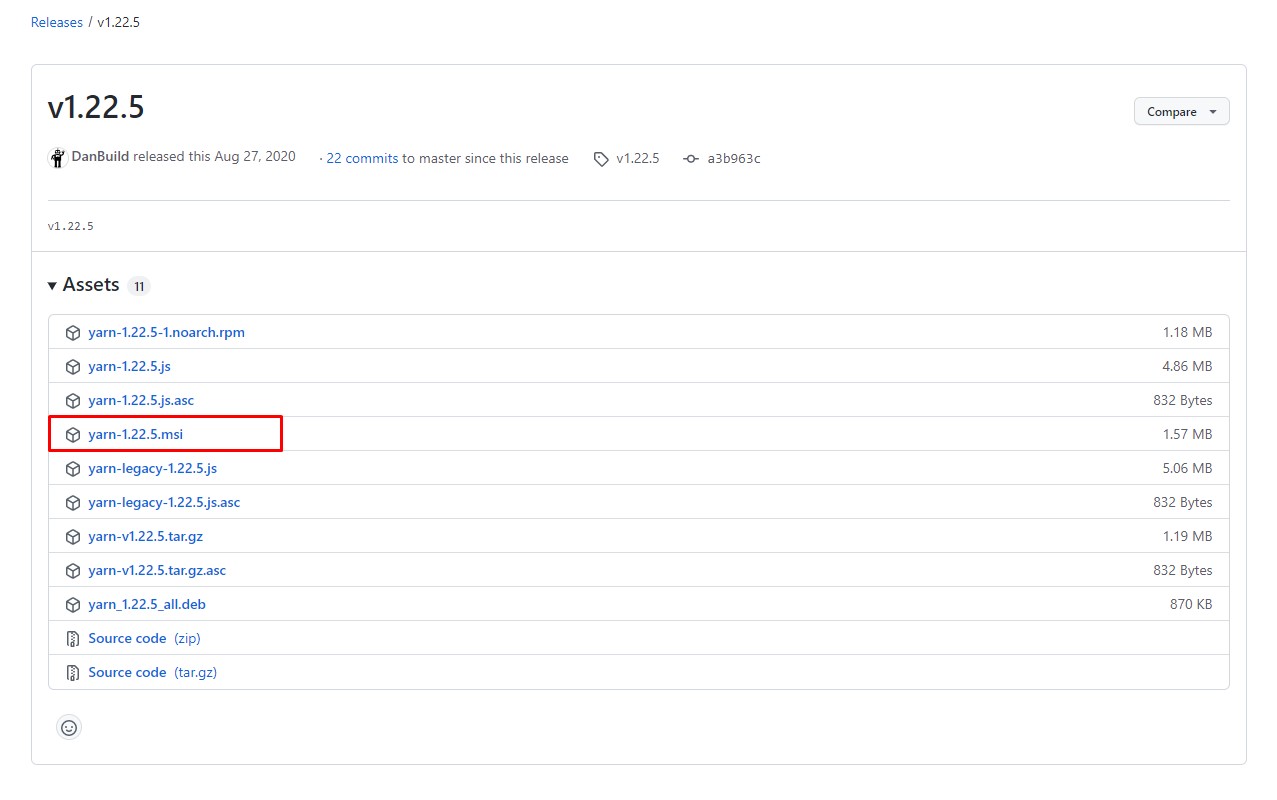 Releases / v1.22.5
v1.22.5
Compare
DanBuild released this Aug 27, 2020 · 22 commits to master since this release v1.22.5 a3b963c
v1.22.5
Assets 11
yarn-1.22.5-1.noarch.rpm 1.18 MB
yarn-1.22.5.js 4.86 MB
yarn-1.22.5.js.asc 832 Bytes
yarn-1.22.5.msi 1.57 MB
yarn-legacy-1.22.5.js 5.06 MB
yarn-legacy-1.22.5.js.asc 832 Bytes
yarn-v1.22.5.tar.gz 1.19 MB
yarn-v1.22.5.tar.gz.asc 832 Bytes
yarn_1.22.5_all.deb 870 KB
Source code (zip)
Source code (tar.gz)